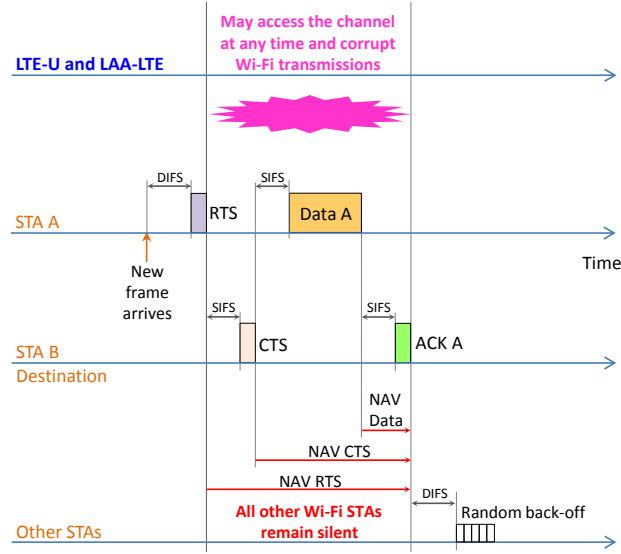 May access the channel
at any time and corrupt
Wi-Fi transmissions
LTE-U and LAA-LTE
DIFS
SIFS
RTS
Data A
STA A
Time
New
frame
arrives
SIFS
SIFS
CTS
ACK A
STA B
Destination
NAV
Data
NAV CTS
NAV RTS
DIFS
All other Wi-Fi STAs
remain silent
Random back-off
Other STAs